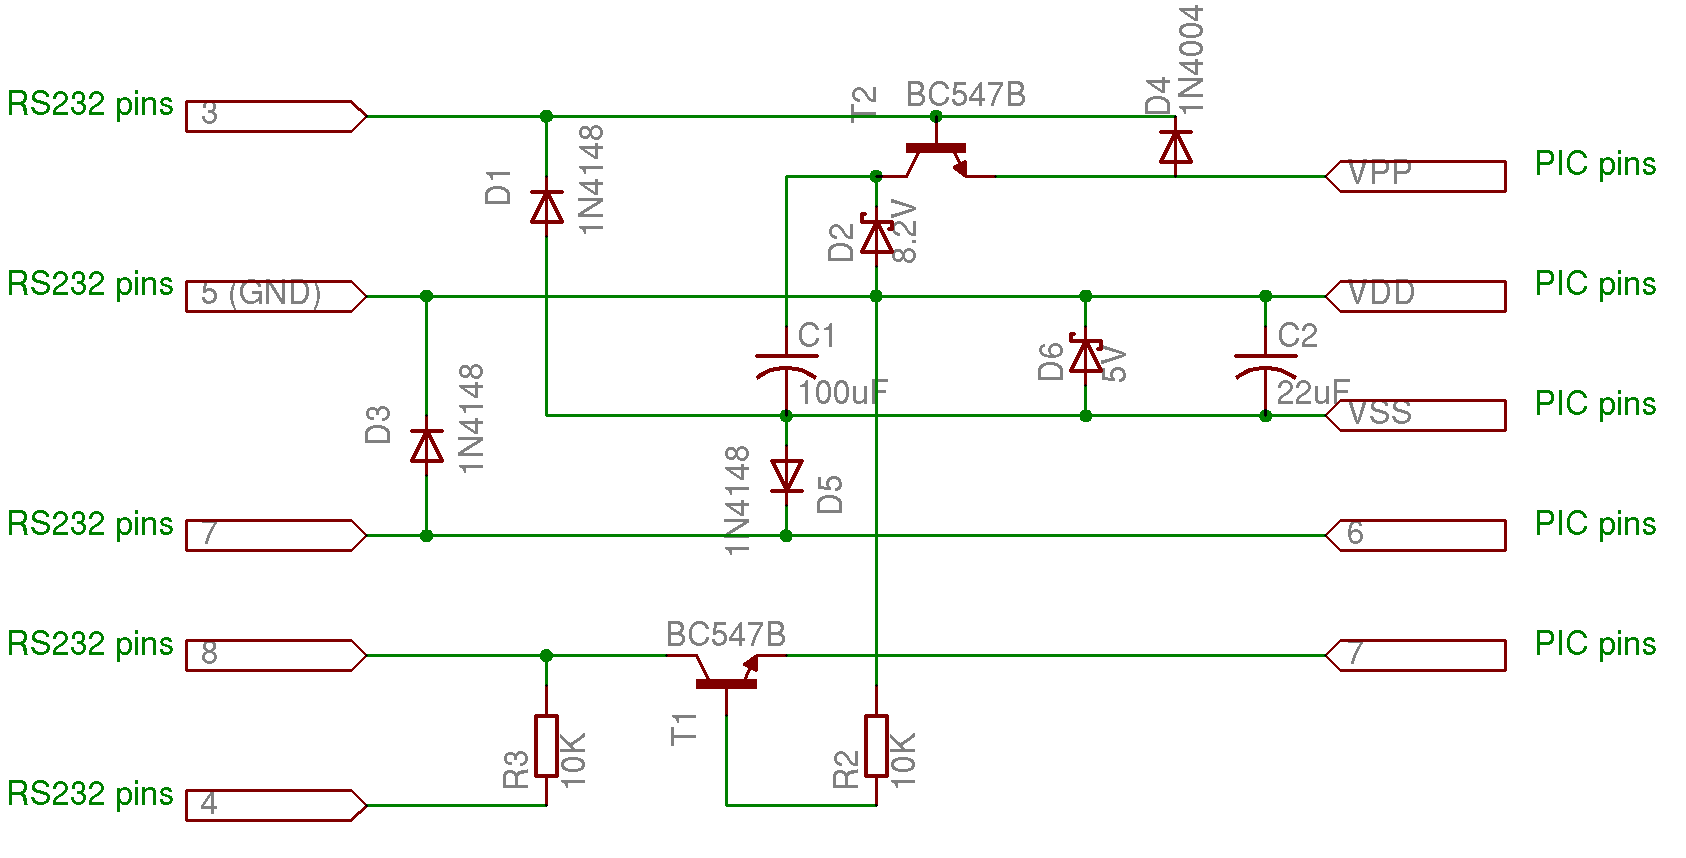 RS232 pins
3
T2
BC547B
D4
1N4004
VPP
PIC pins
D1
1N4148
D2
8.2V
RS232 pins
5 (GND)
VDD
PIC pins
C1
100uF
D6
5V
C2
22uF
VSS
PIC pins
D3
1N4148
1N4148
D5
RS232 pins
7
6
PIC pins
RS232 pins
8
BC547B
T1
7
PIC pins
R3
10K
R2
10K
RS232 pins
4